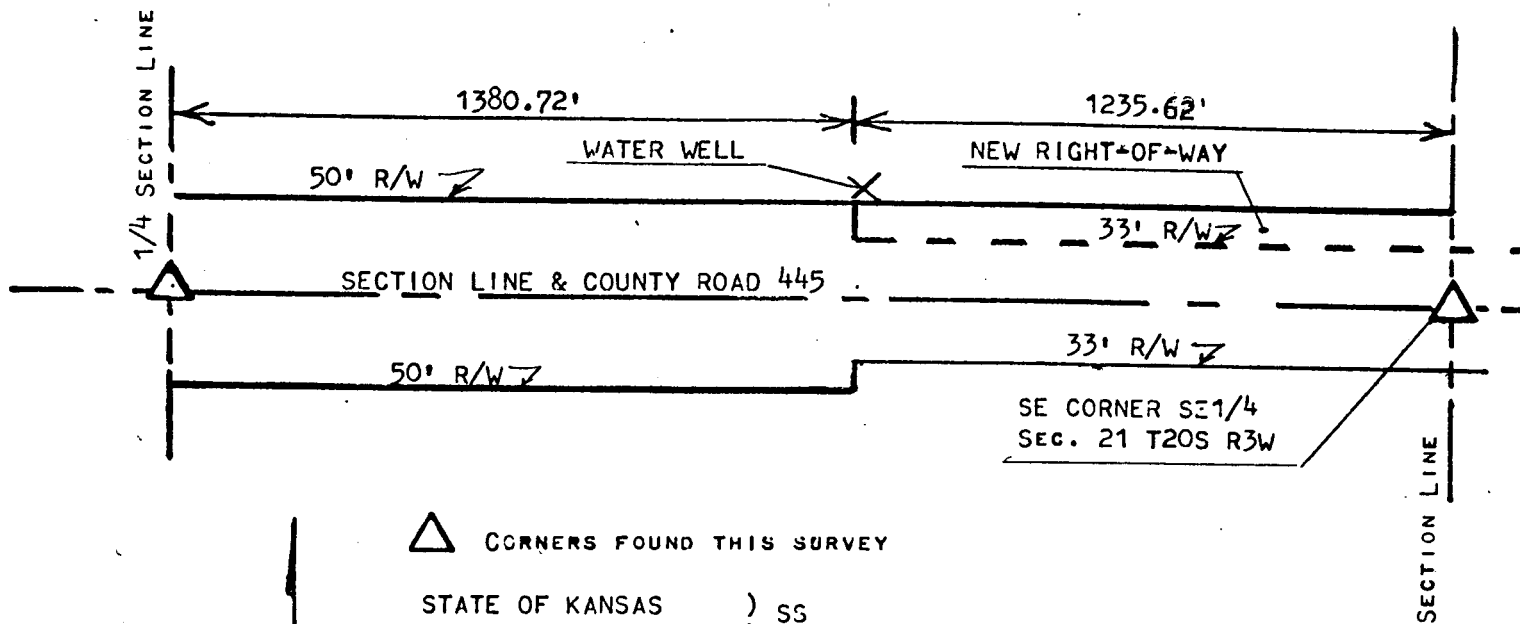 1/4 SECTION LINE
1380.72'
1235.62'
WATER WELL
NEW RIGHT-OF-WAY
50' R/W
33' R/W
SECTION LINE & COUNTY ROAD 445
33' R/W
50' R/W
SE CORNER SE1/4
SEC. 21 T20S R3W
SECTION LINE
CORNERS FOUND THIS SURVEY
STATE OF KANSAS ) SS